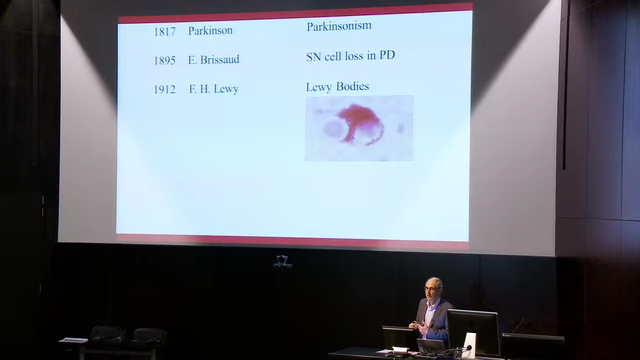 1817 Parkinson Parkinsonism
1895 E. Brissaud SN cell loss in PD
1912 F. H. Lewy Lewy Bodies